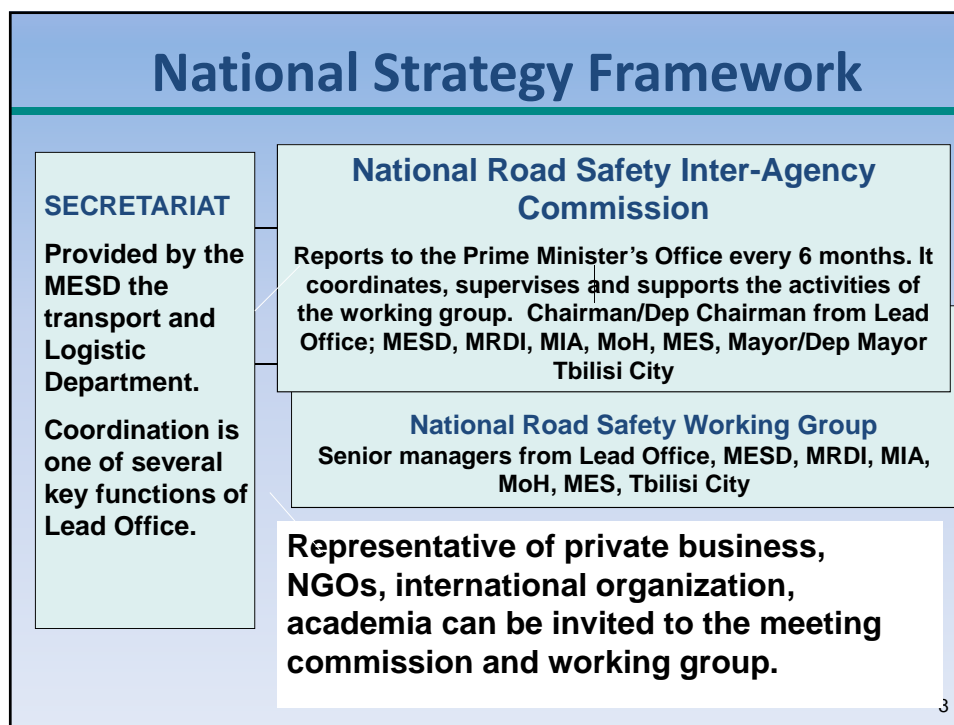 National Strategy Framework
SECRETARIAT
Provided by the
MESD the
transport and
Logistic
Department.
Coordination is
one of several
key functions of
Lead Office.
National Road Safety Inter-Agency
Commission
Reports to the Prime Minister’s Office every 6 months. It
coordinates, supervises and supports the activities of
the working group.  Chairman/Dep Chairman from Lead
Office; MESD, MRDI, MIA, MoH, MES, Mayor/Dep Mayor
Tbilisi City
National Road Safety Working Group
Senior managers from Lead Office, MESD, MRDI, MIA,
MoH, MES, Tbilisi City
Representative of private business,
NGOs, international organization,
academia can be invited to the meeting
commission and working group.
3